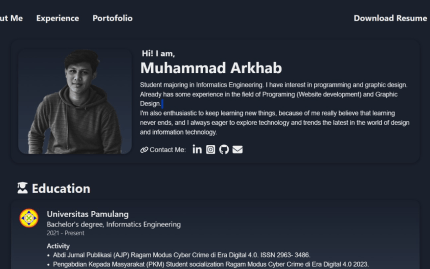 ut Me Experience Portofolio Download Resume
Hi! I am,
Muhammad Arkhab
Student majoring in Informatics Engineering. I have interest in programming and graphic design.
Already has some experience in the field of Programing (Website development) and Graphic
Design.
I'm also enthusiastic to keep learning new things, because of me really believe that learning
never ends, and I always eager to explore technology and trends the latest in the world of design
and information technology.
Contact Me:
Education
Universitas Pamulang
Bachelor's degree, Informatics Engineering
2021 - Present
Activity
• Abdi Jurnal Publikasi (AJP) Ragam Modus Cyber Crime di Era Digital 4.0. ISSN 2963- 3486.
• Pengabdian Kepada Masyarakat (PKM) Student socialization Ragam Modus Cyber Crime di Era Digital 4.0 2023.